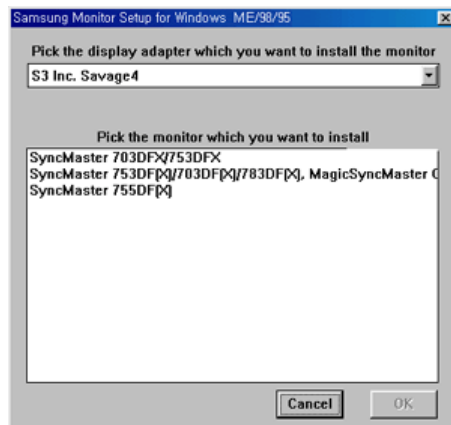 Samsung Monitor Setup for Windows  ME/98/95
Pick the display adapter which you want to install the monitor
S3 Inc. Savage4
Pick the monitor which you want to install
SyncMaster 703DFX/753DFX
SyncMaster 753DF(X)/703DF(X)/783DF(X), MagicSyncMaster
SyncMaster 755DF(X)
Cancel
OK